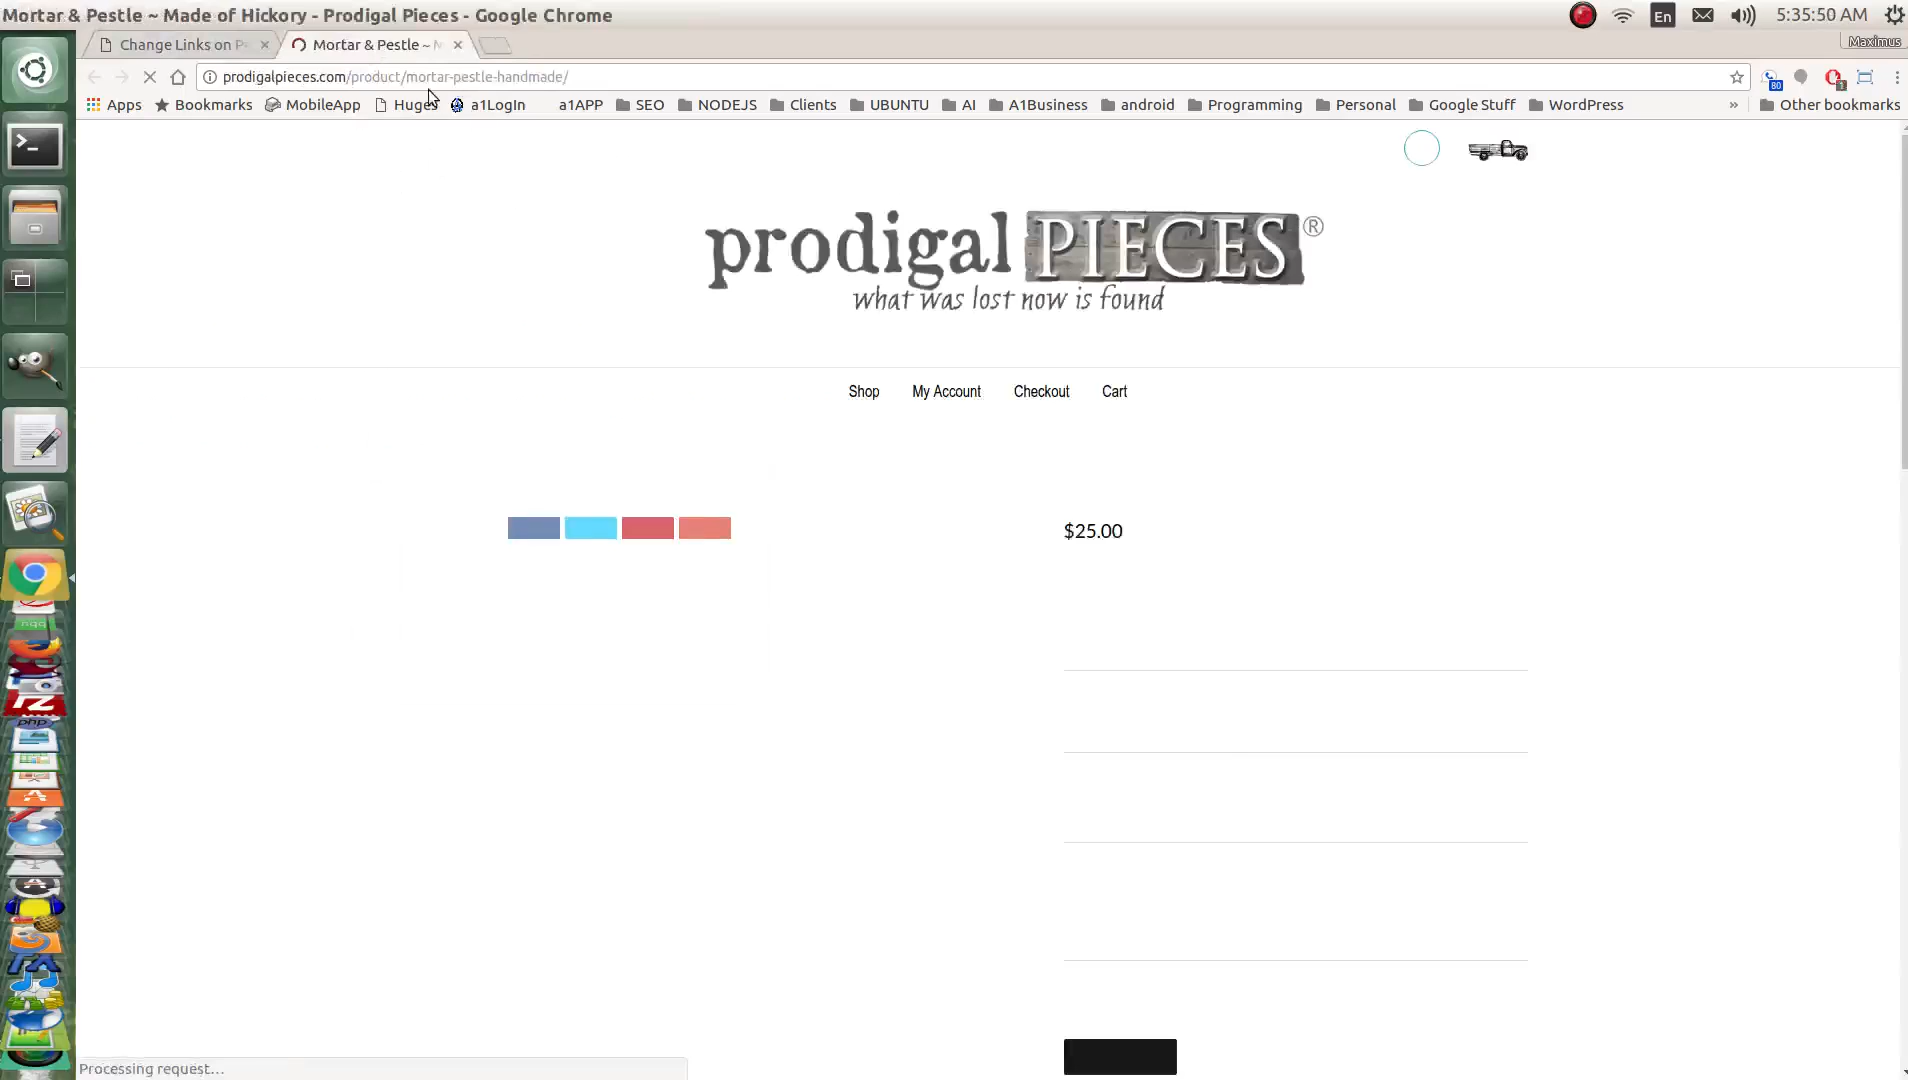 Mortar & Pestle ~ Made of Hickory - Prodigal Pieces - Google Chrome
En
5:35:50 AM
Change Links on P
Mortar & Pestle ~ M
Maximus
prodigalpieces.com/product/mortar-pestle-handmade/
80
1
Apps Bookmarks MobileApp Huges a1LogIn a1APP SEO NODEJS Clients UBUNTU AI A1Business android Programming Personal Google Stuff WordPress » Other bookmarks
prodigal PIECES®
what was lost now is found
Shop My Account Checkout Cart
$25.00
php
Processing request...